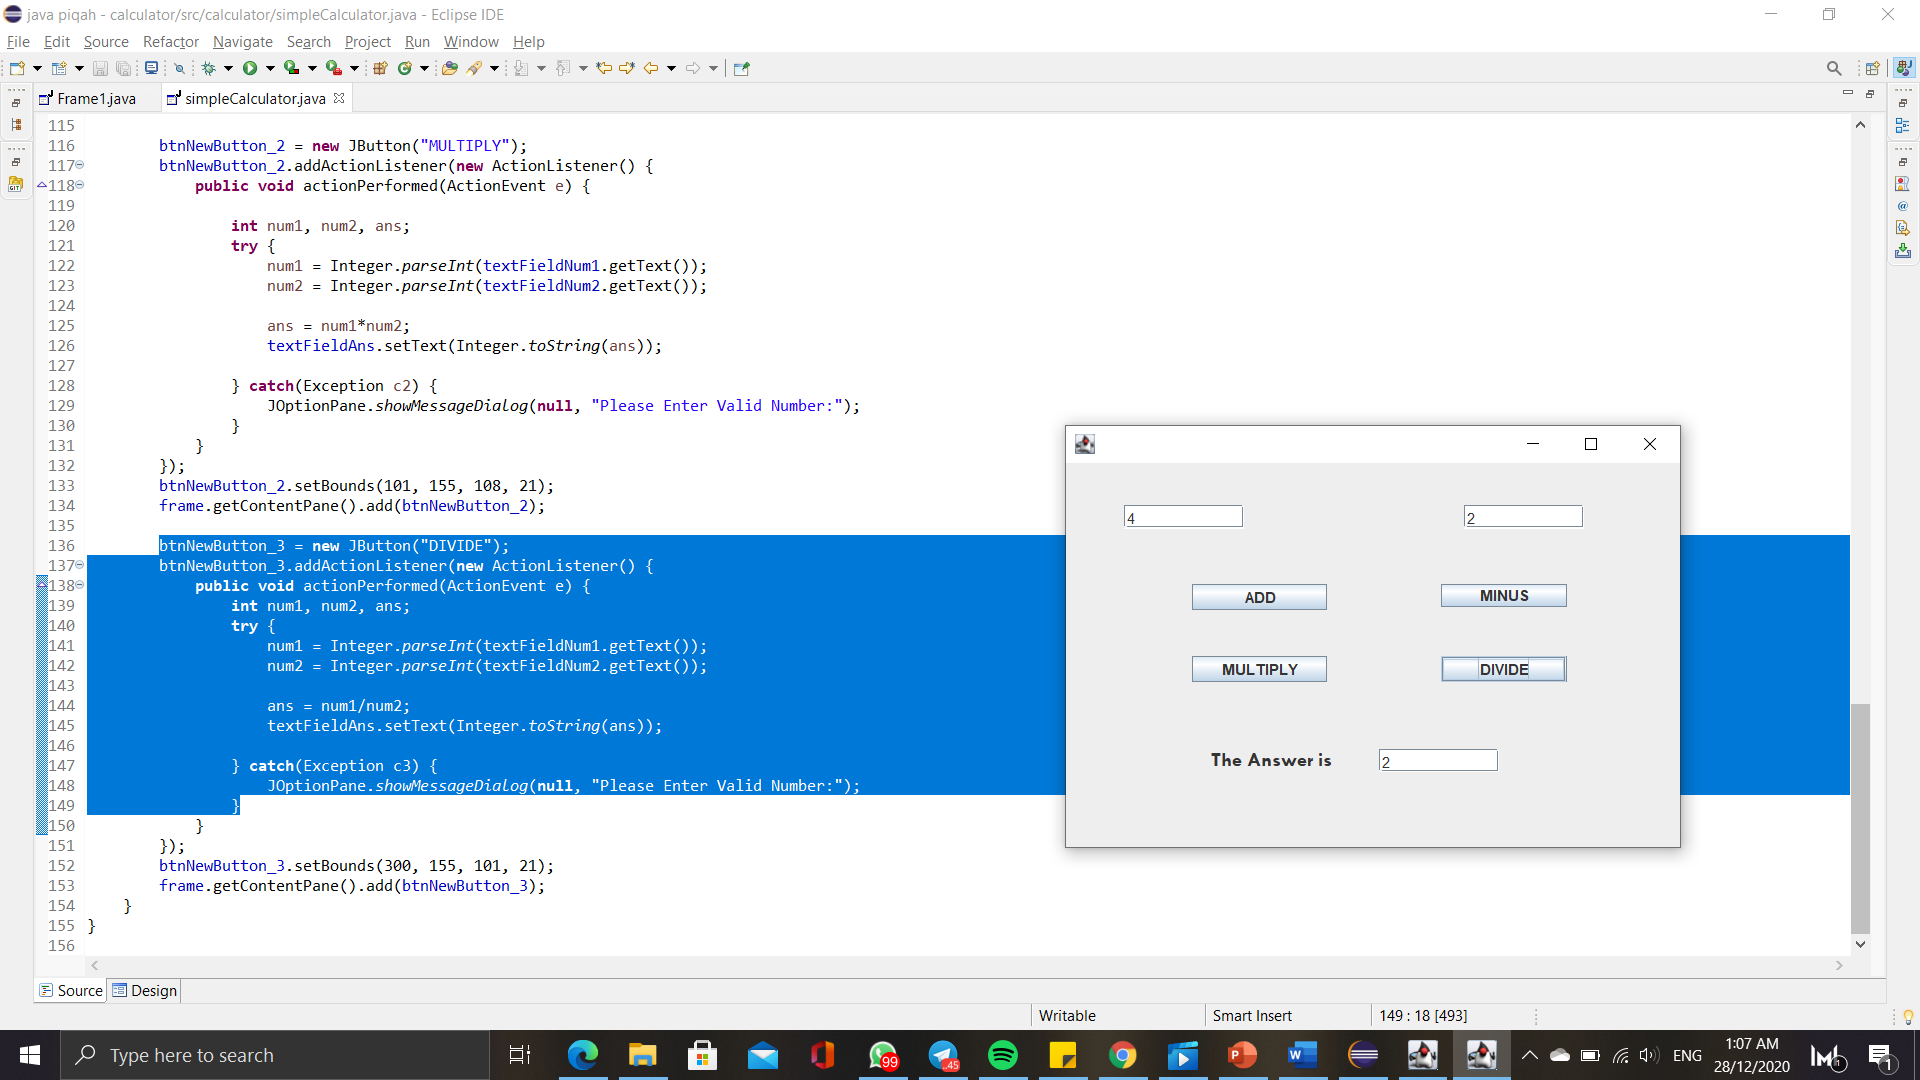 java piqah - calculator/src/calculator/simpleCalculator.java - Eclipse IDE
File Edit Source Refactor Navigate Search Project Run Window Help
Frame1.java simpleCalculator.java
115
116 btnNewButton_2 = new JButton("MULTIPLY");
117 btnNewButton_2.addActionListener(new ActionListener() {
118 public void actionPerformed(ActionEvent e) {
119
120 int num1, num2, ans;
121 try {
122 num1 = Integer.parseInt(textFieldNum1.getText());
123 num2 = Integer.parseInt(textFieldNum2.getText());
124
125 ans = num1*num2;
126 textFieldAns.setText(Integer.toString(ans));
127
128 } catch(Exception c2) {
129 JOptionPane.showMessageDialog(null, "Please Enter Valid Number:");
130 }
131 }
132 });
133 btnNewButton_2.setBounds(101, 155, 108, 21);
134 frame.getContentPane().add(btnNewButton_2);
135
136 btnNewButton_3 = new JButton("DIVIDE");
137 btnNewButton_3.addActionListener(new ActionListener() {
138 public void actionPerformed(ActionEvent e) {
139 int num1, num2, ans;
140 try {
141 num1 = Integer.parseInt(textFieldNum1.getText());
142 num2 = Integer.parseInt(textFieldNum2.getText());
143
144 ans = num1/num2;
145 textFieldAns.setText(Integer.toString(ans));
146
147 } catch(Exception c3) {
148 JOptionPane.showMessageDialog(null, "Please Enter Valid Number:");
149 }
150 }
151 });
152 btnNewButton_3.setBounds(300, 155, 101, 21);
153 frame.getContentPane().add(btnNewButton_3);
154 }
155 }
156
4 2
ADD MINUS
MULTIPLY DIVIDE
The Answer is 2
Source Design
Writable Smart Insert 149 : 18 [493]
Type here to search
99
.45
ENG
1:07 AM
28/12/2020
1